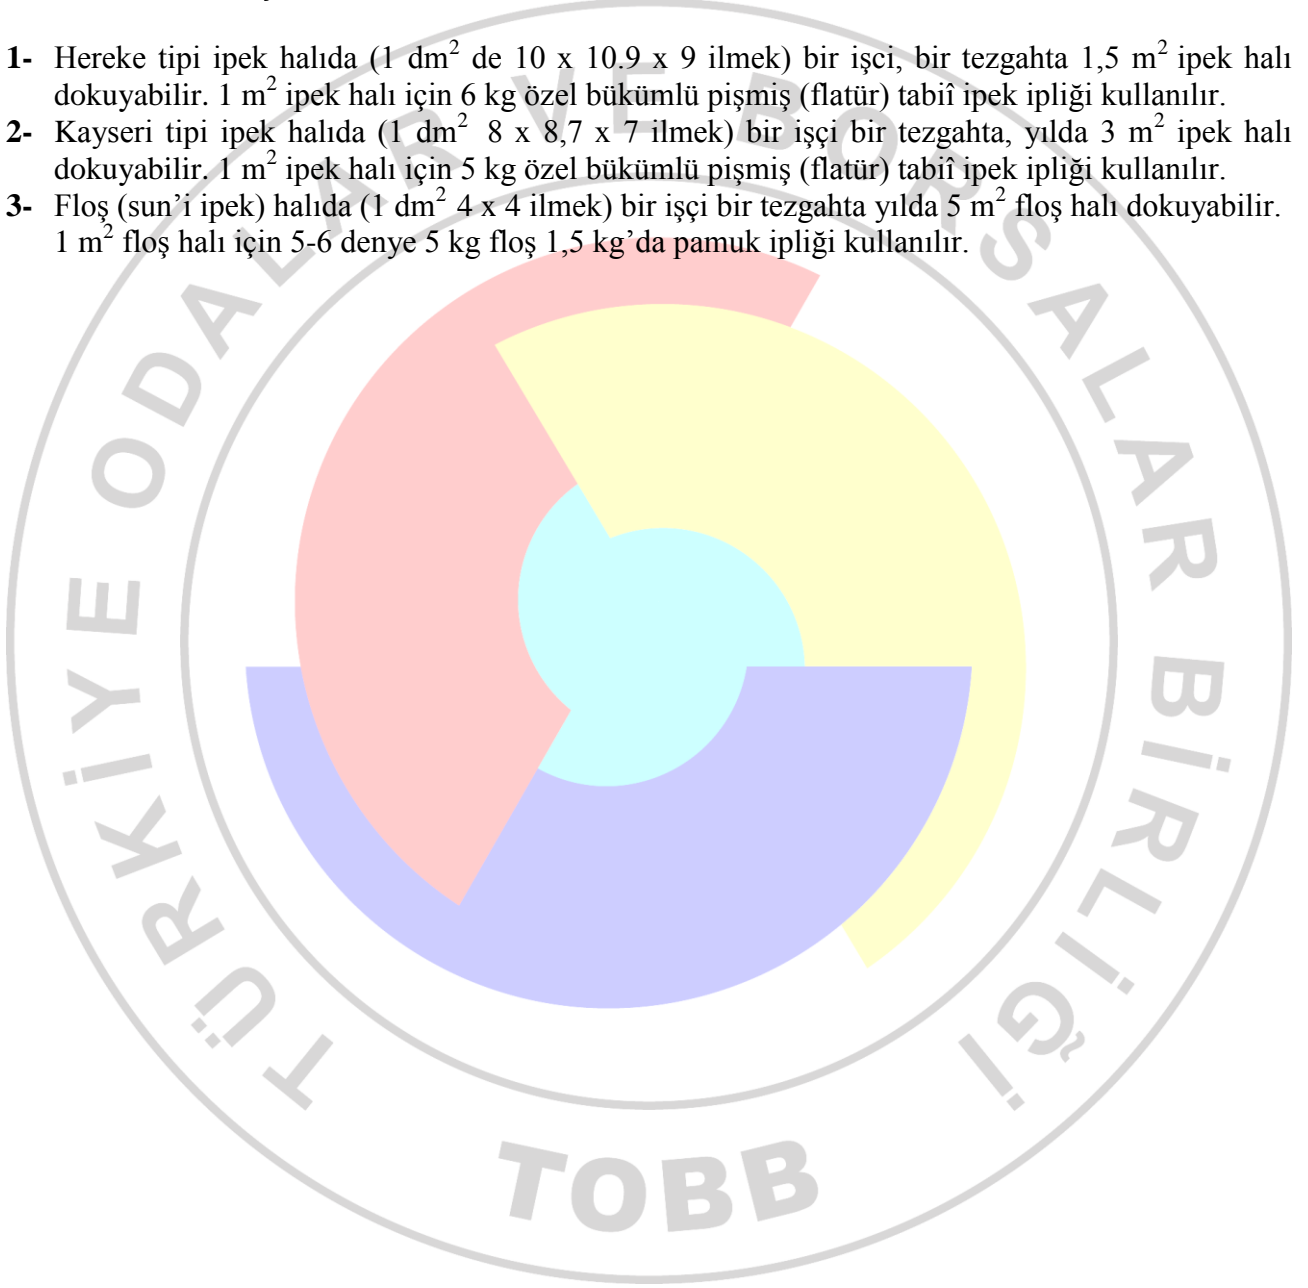 1- Hereke tipi ipek halıda (1 dm² de 10 x 10.9 x 9 ilmek) bir işci, bir tezgahta 1,5 m² ipek halı
dokuyabilir. 1 m² ipek halı için 6 kg özel bükümlü pişmiş (flatür) tabiî ipek ipliği kullanılır.
2- Kayseri tipi ipek halıda (1 dm² 8 x 8,7 x 7 ilmek) bir işçi bir tezgahta, yılda 3 m² ipek halı
dokuyabilir. 1 m² ipek halı için 5 kg özel bükümlü pişmiş (flatür) tabiî ipek ipliği kullanılır.
3- Floş (sun’i ipek) halıda (1 dm² 4 x 4 ilmek) bir işçi bir tezgahta yılda 5 m² floş halı dokuyabilir.
1 m² floş halı için 5-6 denye 5 kg floş 1,5 kg’da pamuk ipliği kullanılır.
TÜRKİYE ODALAR VE BORSALAR BİRLİĞİ
TOBB